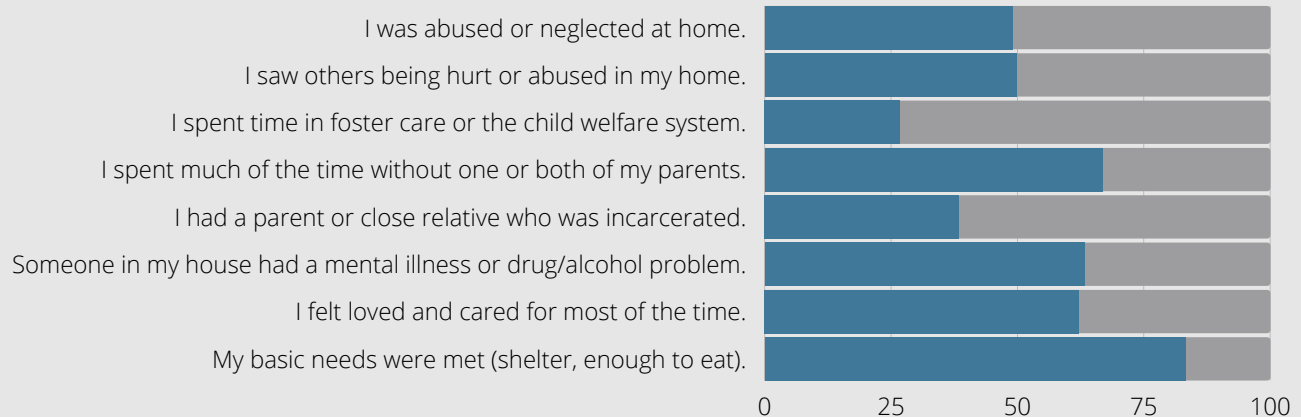 I was abused or neglected at home.
I saw others being hurt or abused in my home.
I spent time in foster care or the child welfare system.
I spent much of the time without one or both of my parents.
I had a parent or close relative who was incarcerated.
Someone in my house had a mental illness or drug/alcohol problem.
I felt loved and cared for most of the time.
My basic needs were met (shelter, enough to eat).
0 25 50 75 100